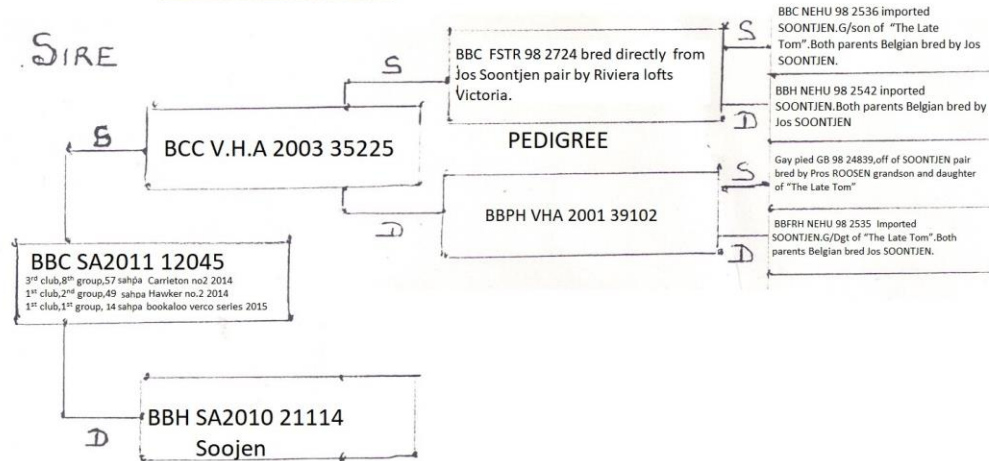 SIRE
S
BBC SA2011 12045
3rd club,8th group,57 sahpa Carrleton no2 2014
1st club,2nd group,49 sahpa Hawker no.2 2014
1st club,1st group, 14 sahpa bookaloo verco series 2015
D
S
BCC V.H.A 2003 35225
D
BBH SA2010 21114
Soojen
BBC FSTR 98 2724 bred directly from
Jos Soontjen pair by Riviera lofts
Victoria.
PEDIGREE
BBPH VHA 2001 39102
S
BBC NEHU 98 2536 imported
SOONTJEN.G/son of "The Late
Tom".Both parents Belgian bred by Jos
SOONTJEN.
BBH NEHU 98 2542 imported
SOONTJEN.Both parents Belgian bred by
Jos SOONTJEN
D
S
Gay pied GB 98 24839,off of SOONTJEN pair
bred by Pros ROOSEN grandson and daughter
of "The Late Tom"
BBFRH NEHU 98 2535 Imported
SOONTJEN.G/Dgt of "The Late Tom".Both
parents Belgian bred Jos SOONTJEN.
D